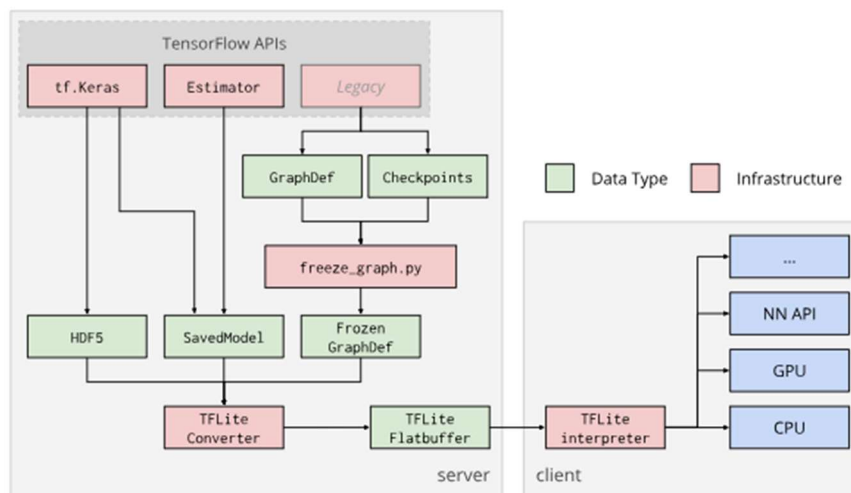 TensorFlow APIs
tf.Keras
Estimator
Legacy
GraphDef
Checkpoints
Data Type
Infrastructure
freeze_graph.py
...
HDF5
SavedModel
Frozen
GraphDef
NN API
GPU
TFLite
Converter
TFLite
Flatbuffer
TFLite
interpreter
CPU
server
client